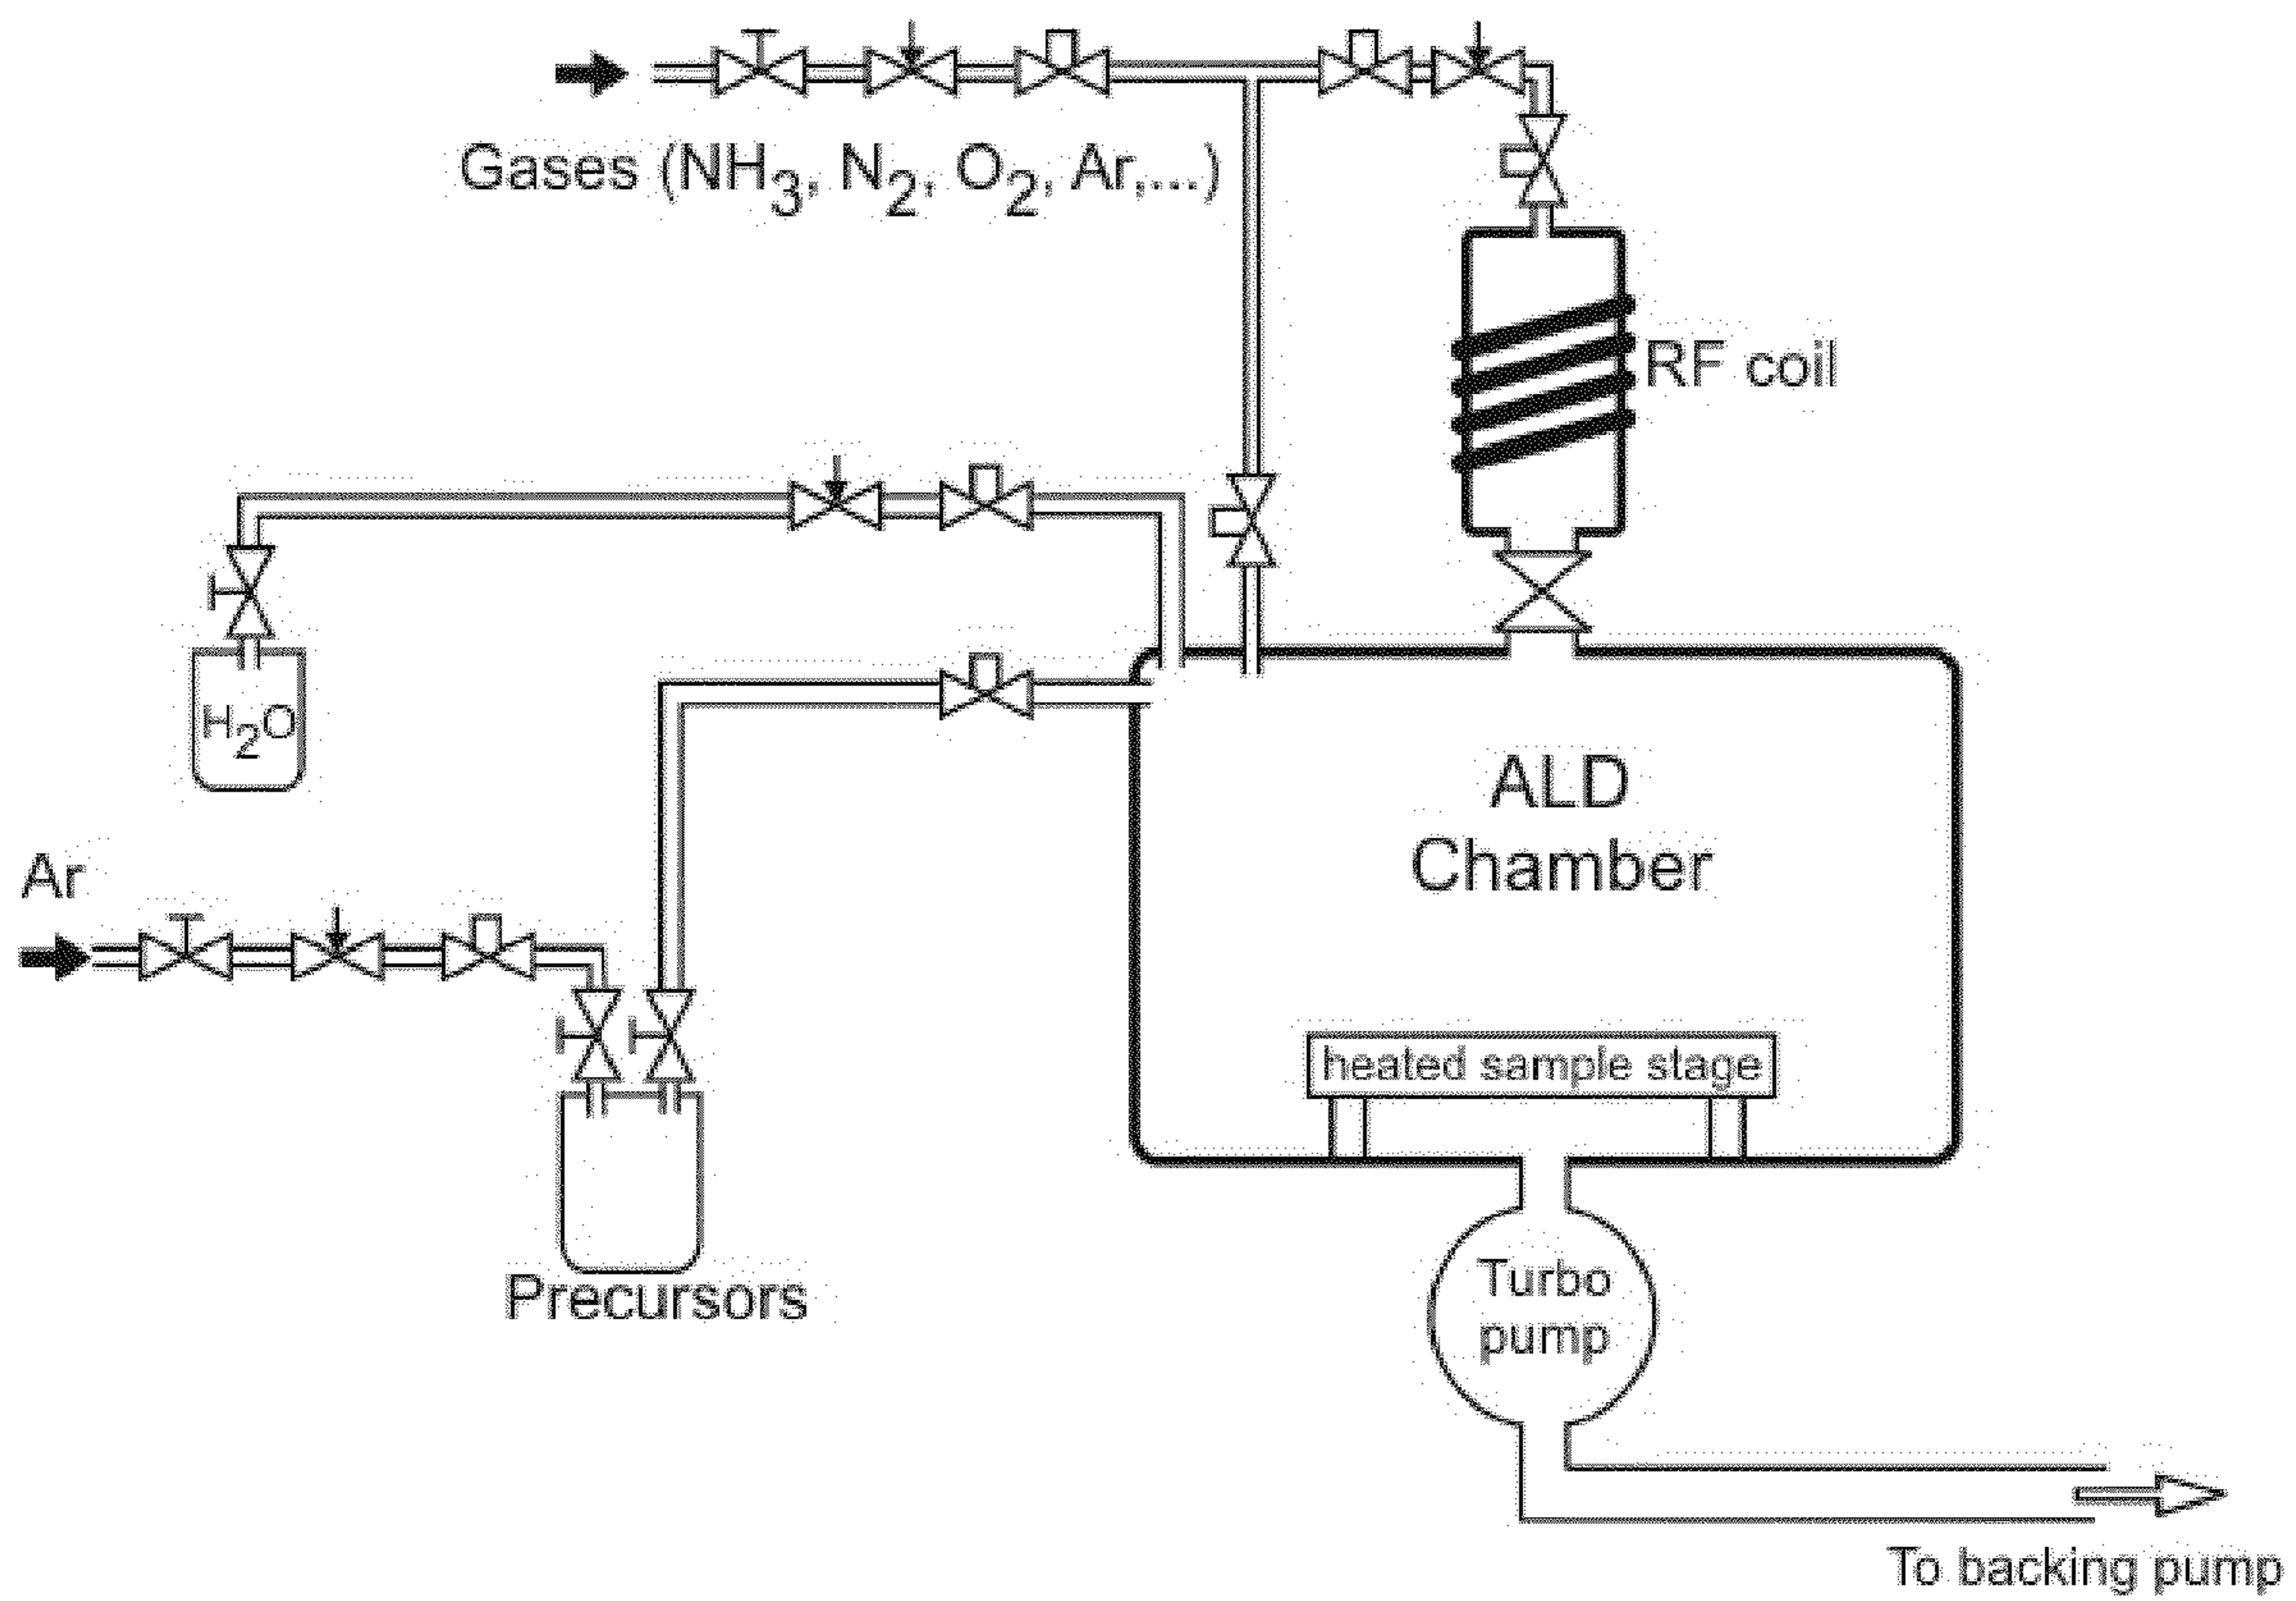 Gases (NH3, N2, O2, Ar,...)
RF coil
H2O
ALD
Chamber
Ar
heated sample stage
Precursors
Turbo
pump
To backing pump